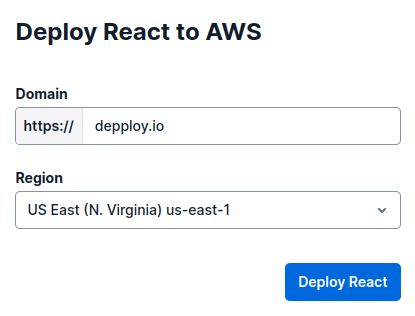 Deploy React to AWS
Domain
https:// depploy.io
Region
US East (N. Virginia) us-east-1
Deploy React